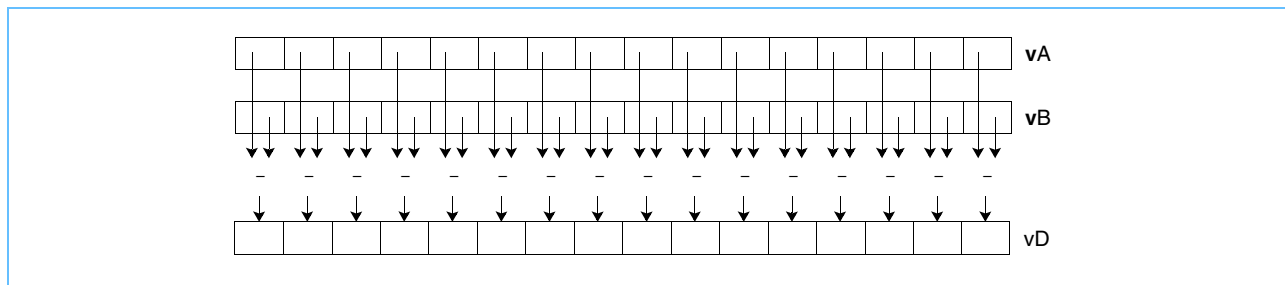 vA
vB
– – – – – – – – – – – – – – – –
vD